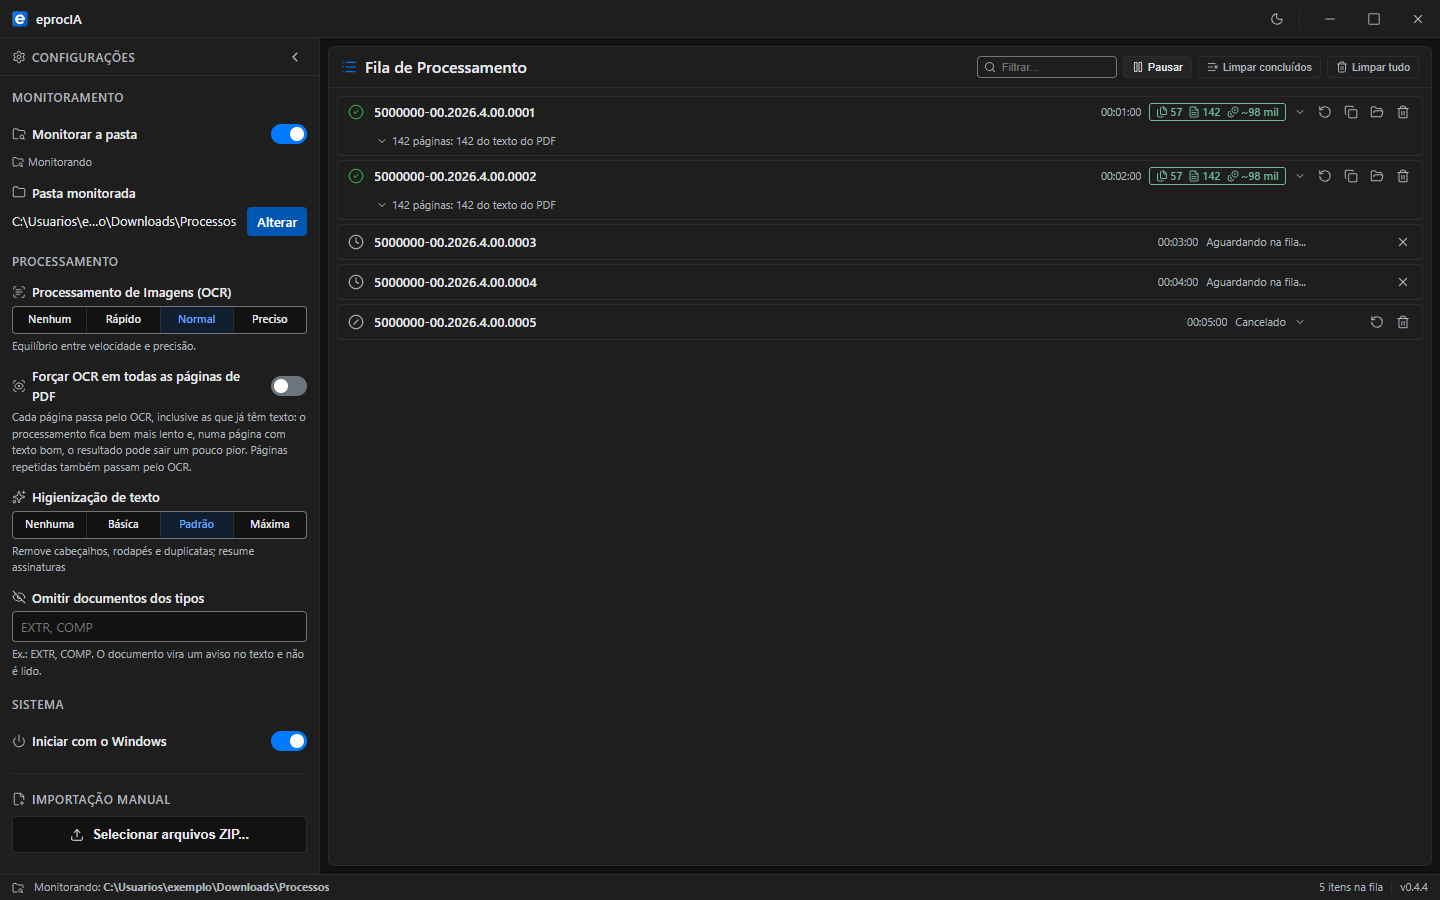 eprocIA
CONFIGURAÇÕES
MONITORAMENTO
Monitorar a pasta
Monitorando
Pasta monitorada
C:\Usuarios\e...o\Downloads\Processos
Alterar
PROCESSAMENTO
Processamento de Imagens (OCR)
Nenhum Rápido Normal Preciso
Equilíbrio entre velocidade e precisão.
Forçar OCR em todas as páginas de
PDF
Cada página passa pelo OCR, inclusive as que já têm texto: o
processamento fica bem mais lento e, numa página com
texto bom, o resultado pode sair um pouco pior. Páginas
repetidas também passam pelo OCR.
Higienização de texto
Nenhuma Básica Padrão Máxima
Remove cabeçalhos, rodapés e duplicatas; resume
assinaturas
Omitir documentos dos tipos
EXTR, COMP
Ex.: EXTR, COMP. O documento vira um aviso no texto e não
é lido.
SISTEMA
Iniciar com o Windows
IMPORTAÇÃO MANUAL
Selecionar arquivos ZIP...
Fila de Processamento
Filtrar...
Pausar
Limpar concluídos
Limpar tudo
5000000-00.2026.4.00.0001 00:01:00 57 142 ~98 mil
142 páginas: 142 do texto do PDF
5000000-00.2026.4.00.0002 00:02:00 57 142 ~98 mil
142 páginas: 142 do texto do PDF
5000000-00.2026.4.00.0003 00:03:00 Aguardando na fila...
5000000-00.2026.4.00.0004 00:04:00 Aguardando na fila...
5000000-00.2026.4.00.0005 00:05:00 Cancelado
Monitorando: C:\Usuarios\exemplo\Downloads\Processos
5 itens na fila v0.4.4